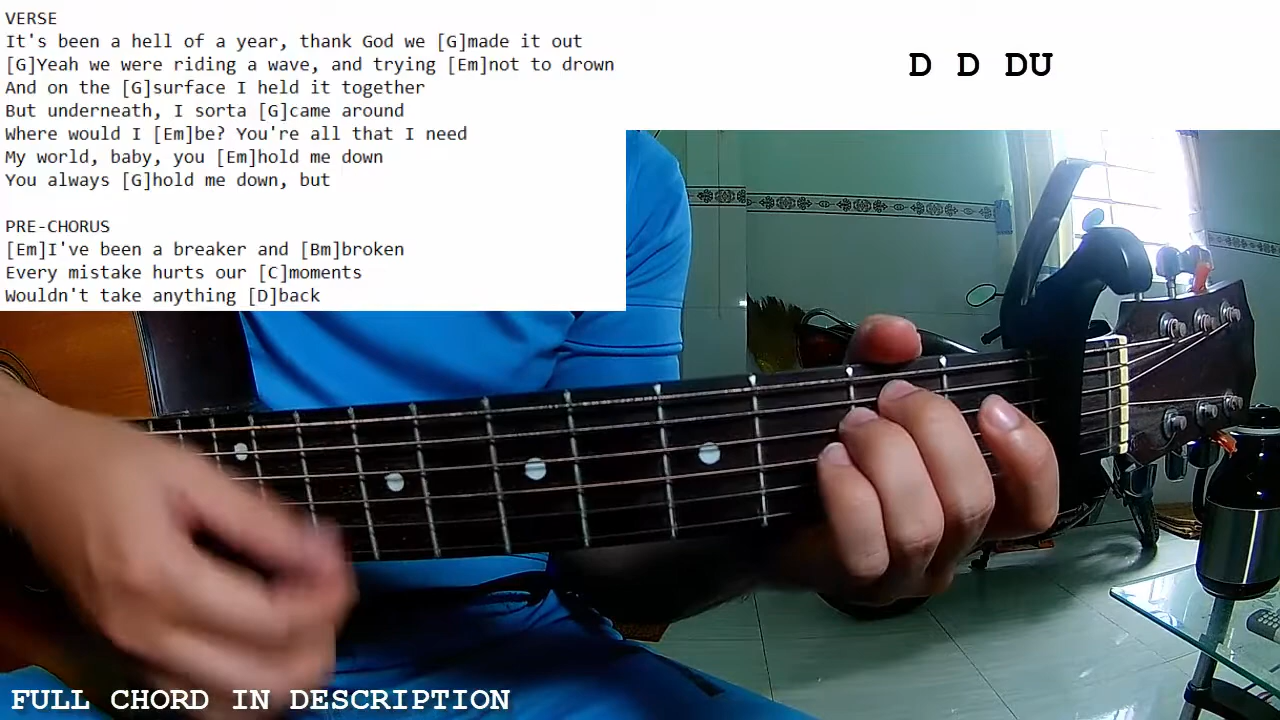 VERSE
It's been a hell of a year, thank God we [G]made it out
[G]Yeah we were riding a wave, and trying [Em]not to drown
And on the [G]surface I held it together
But underneath, I sorta [G]came around
Where would I [Em]be? You're all that I need
My world, baby, you [Em]hold me down
You always [G]hold me down, but
PRE-CHORUS
[Em]I've been a breaker and [Bm]broken
Every mistake hurts our [C]moments
Wouldn't take anything [D]back
D D DU
FULL CHORD IN DESCRIPTION